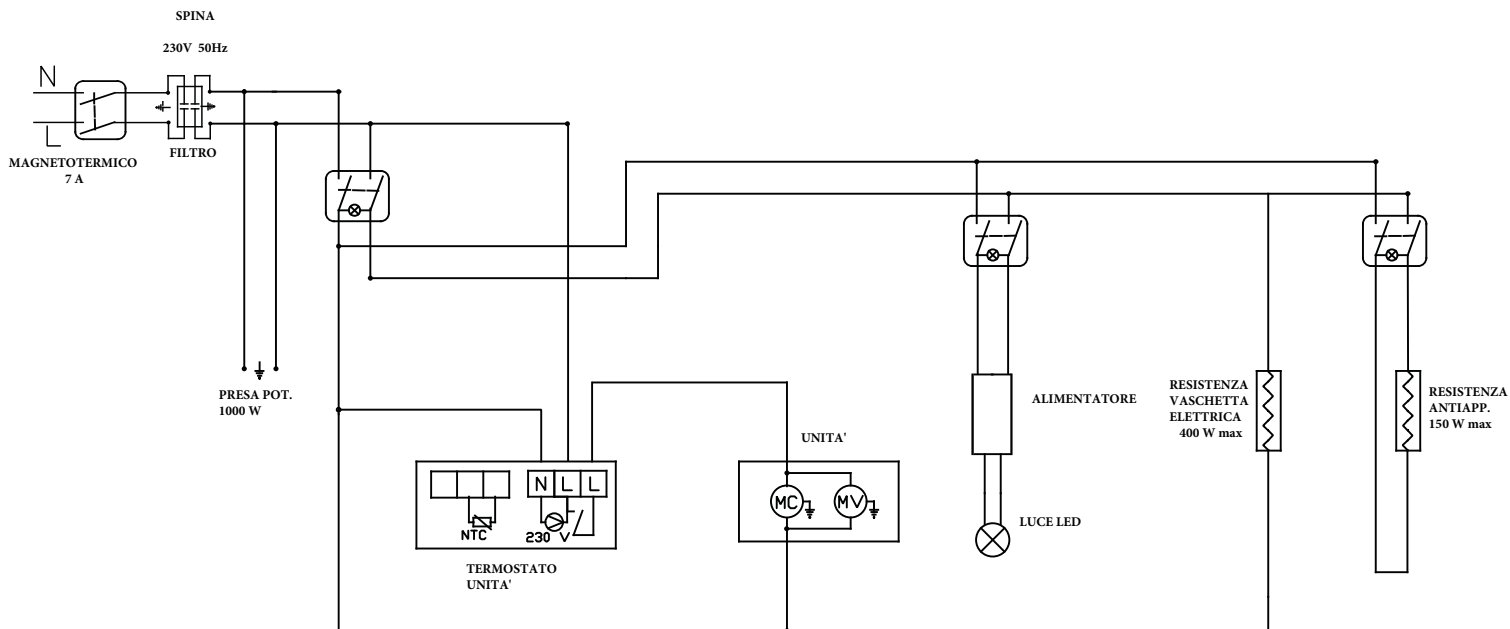 SPINA
230V 50Hz
N
L
MAGNETOTERMICO
7 A
FILTRO
PRESA POT.
1000 W
N L L
NTC
230 V
TERMOSTATO
UNITA'
UNITA'
MC
MV
ALIMENTATORE
LUCE LED
RESISTENZA
VASCHETTA
ELETTRICA
400 W max
RESISTENZA
ANTIAPP.
150 W max